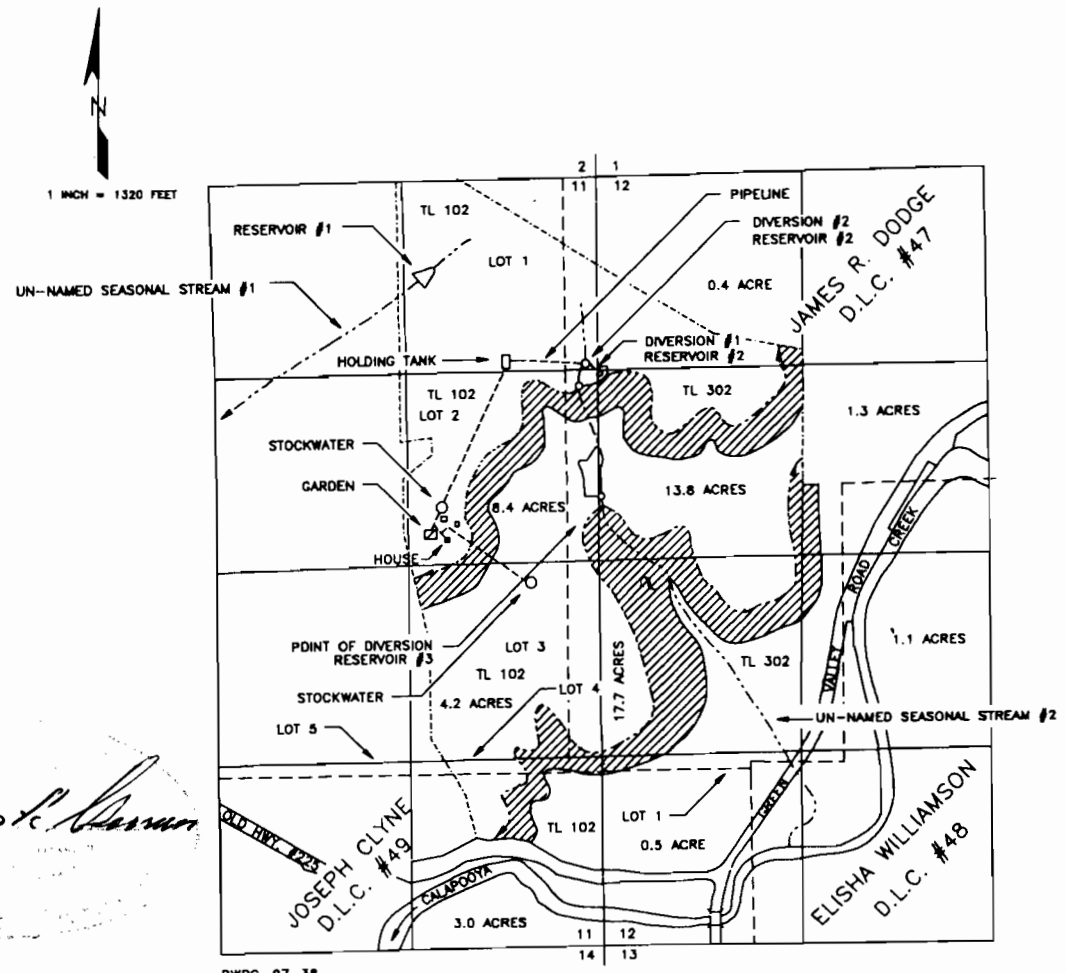 N
1 INCH = 1320 FEET
2 1
11 12
PIPELINE
TL 102
RESERVOIR #1
DIVERSION #2
RESERVOIR #2
LOT 1
JAMES R. DODGE
D.L.C. #47
UN-NAMED SEASONAL STREAM #1
0.4 ACRE
DIVERSION #1
RESERVOIR #2
HOLDING TANK
TL 102
LOT 2
TL 302
1.3 ACRES
STOCKWATER
GARDEN
8.4 ACRES
13.8 ACRES
HOUSE
GREEN VALLEY ROAD
CREEK
POINT OF DIVERSION
RESERVOIR #3
LOT 3
TL 102
4.2 ACRES
17.7 ACRES
TL 302
1.1 ACRES
STOCKWATER
LOT 4
LOT 5
UN-NAMED SEASONAL STREAM #2
OLD HWY. #225
JOSEPH CLYNE
D.L.C. #49
TL 102
LOT 1
0.5 ACRE
ELISHA WILLIAMSON
D.L.C. #48
CALAPOOYA
3.0 ACRES
11 12
14 13